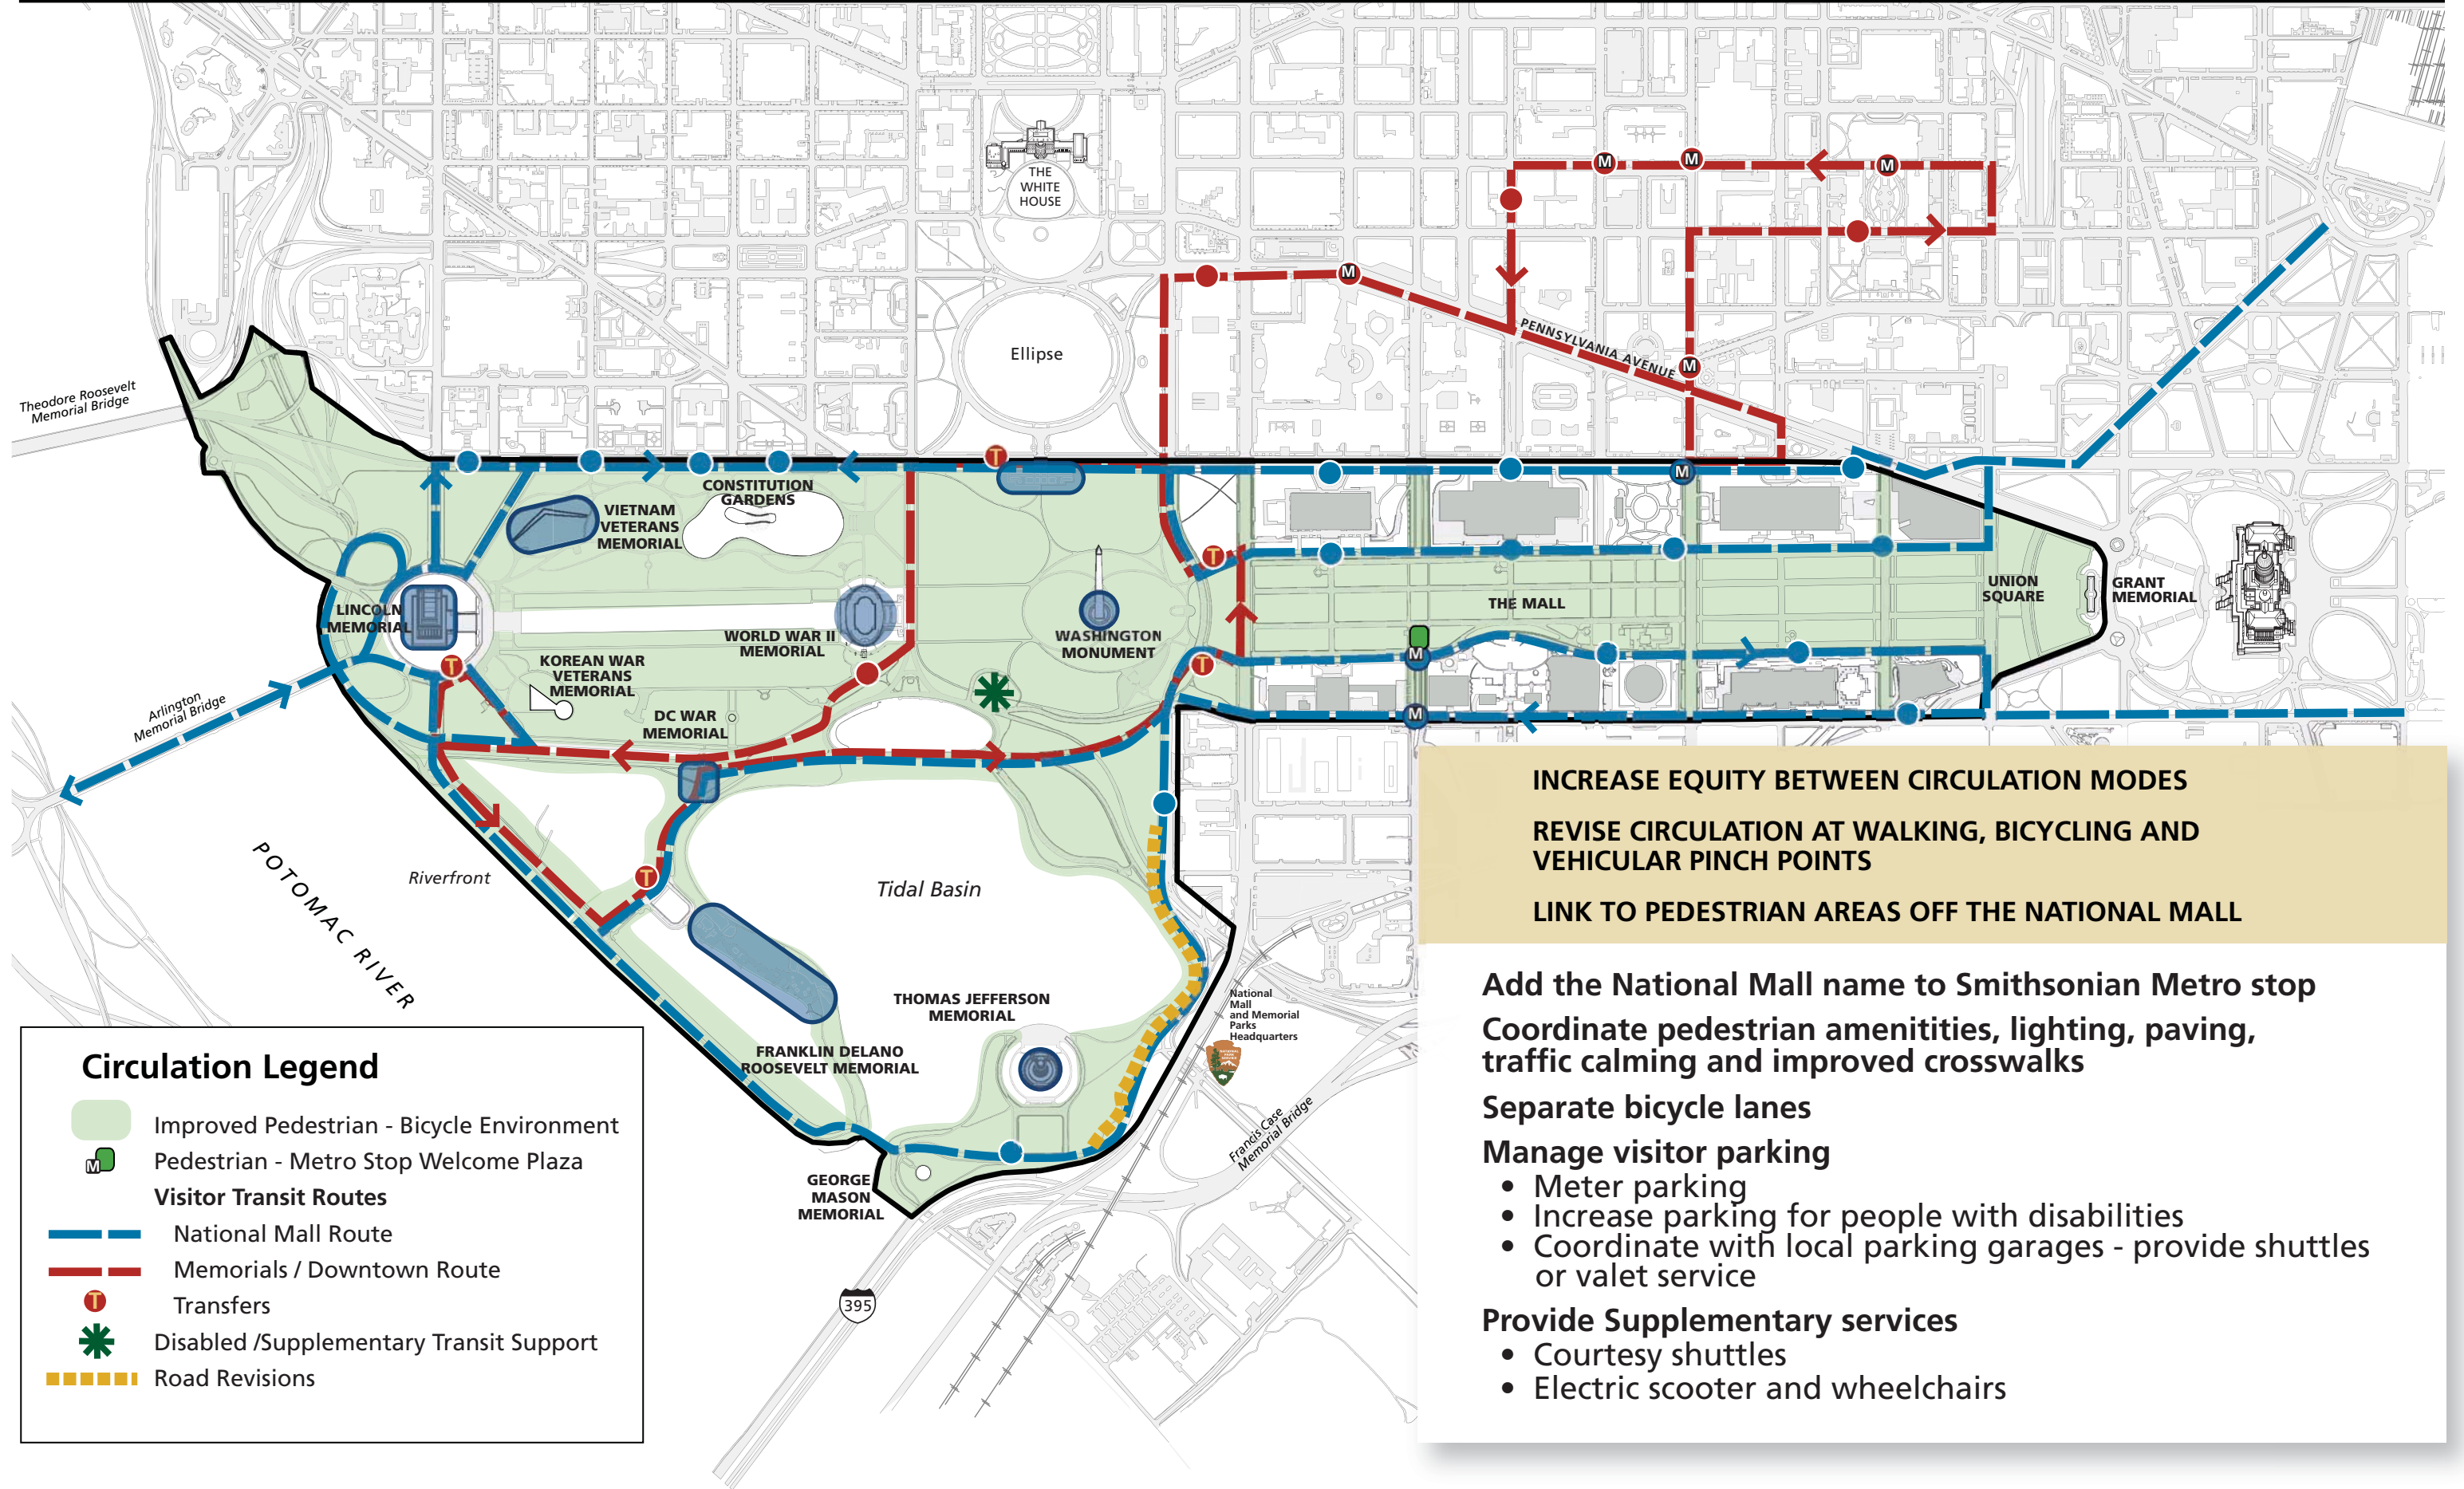 THE
WHITE
HOUSE
M
M
M
M
M
PENNSYLVANIA AVENUE
Ellipse
Theodore Roosevelt
Memorial Bridge
T
M
CONSTITUTION
GARDENS
VIETNAM
VETERANS
MEMORIAL
T
LINCOLN
MEMORIAL
WORLD WAR II
MEMORIAL
WASHINGTON
MONUMENT
THE MALL
UNION
SQUARE
GRANT
MEMORIAL
M
T
T
KOREAN WAR
VETERANS
MEMORIAL
Arlington
Memorial Bridge
DC WAR
MEMORIAL
M
POTOMAC RIVER
Riverfront
T
Tidal Basin
THOMAS JEFFERSON
MEMORIAL
National
Mall
and Memorial
Parks
Headquarters
FRANKLIN DELANO
ROOSEVELT MEMORIAL
Francis Case
Memorial Bridge
GEORGE
MASON
MEMORIAL
395
Circulation Legend
Improved Pedestrian - Bicycle Environment
M
Pedestrian - Metro Stop Welcome Plaza
Visitor Transit Routes
National Mall Route
Memorials / Downtown Route
T
Transfers
Disabled /Supplementary Transit Support
Road Revisions
INCREASE EQUITY BETWEEN CIRCULATION MODES
REVISE CIRCULATION AT WALKING, BICYCLING AND
VEHICULAR PINCH POINTS
LINK TO PEDESTRIAN AREAS OFF THE NATIONAL MALL
Add the National Mall name to Smithsonian Metro stop
Coordinate pedestrian amenitities, lighting, paving,
traffic calming and improved crosswalks
Separate bicycle lanes
Manage visitor parking
• Meter parking
• Increase parking for people with disabilities
• Coordinate with local parking garages - provide shuttles
or valet service
Provide Supplementary services
• Courtesy shuttles
• Electric scooter and wheelchairs